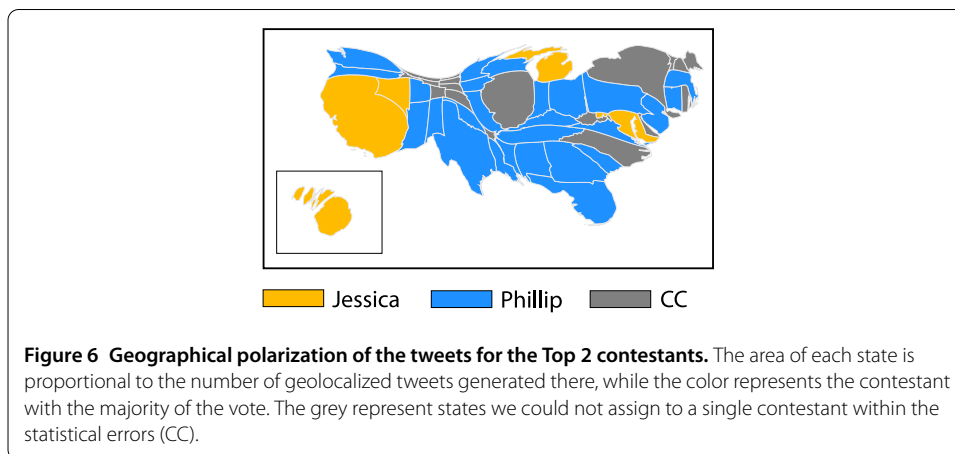 Jessica Phillip CC
Figure 6 Geographical polarization of the tweets for the Top 2 contestants. The area of each state is
proportional to the number of geolocalized tweets generated there, while the color represents the contestant
with the majority of the vote. The grey represent states we could not assign to a single contestant within the
statistical errors (CC).